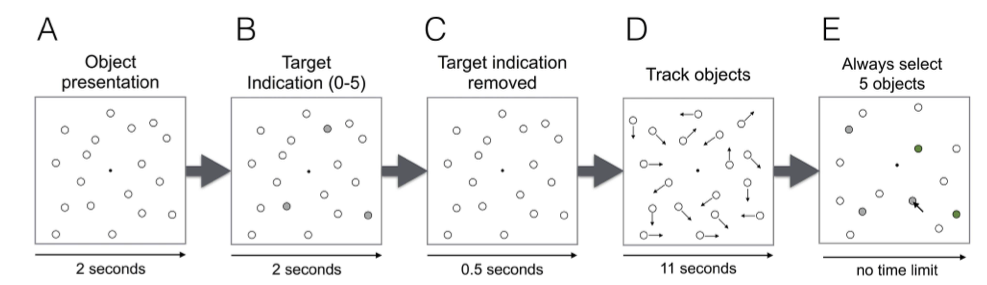 A
Object
presentation
2 seconds
B
Target
Indication (0-5)
2 seconds
C
Target indication
removed
0.5 seconds
D
Track objects
11 seconds
E
Always select
5 objects
no time limit